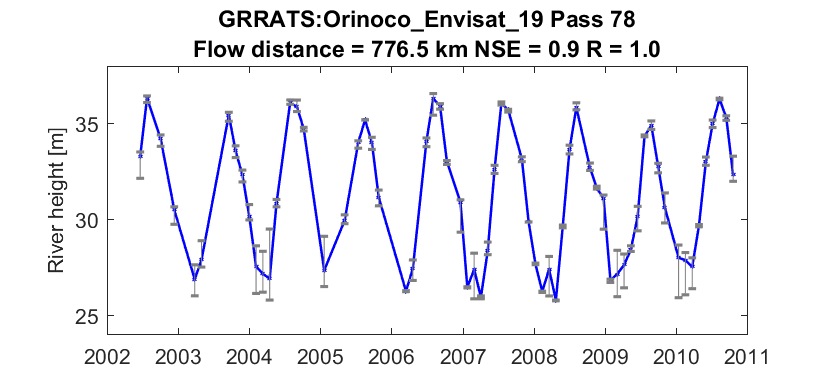 GRRATS:Orinoco_Envisat_19 Pass 78
Flow distance = 776.5 km NSE = 0.9 R = 1.0
River height [m]
35
30
25
2002 2003 2004 2005 2006 2007 2008 2009 2010 2011